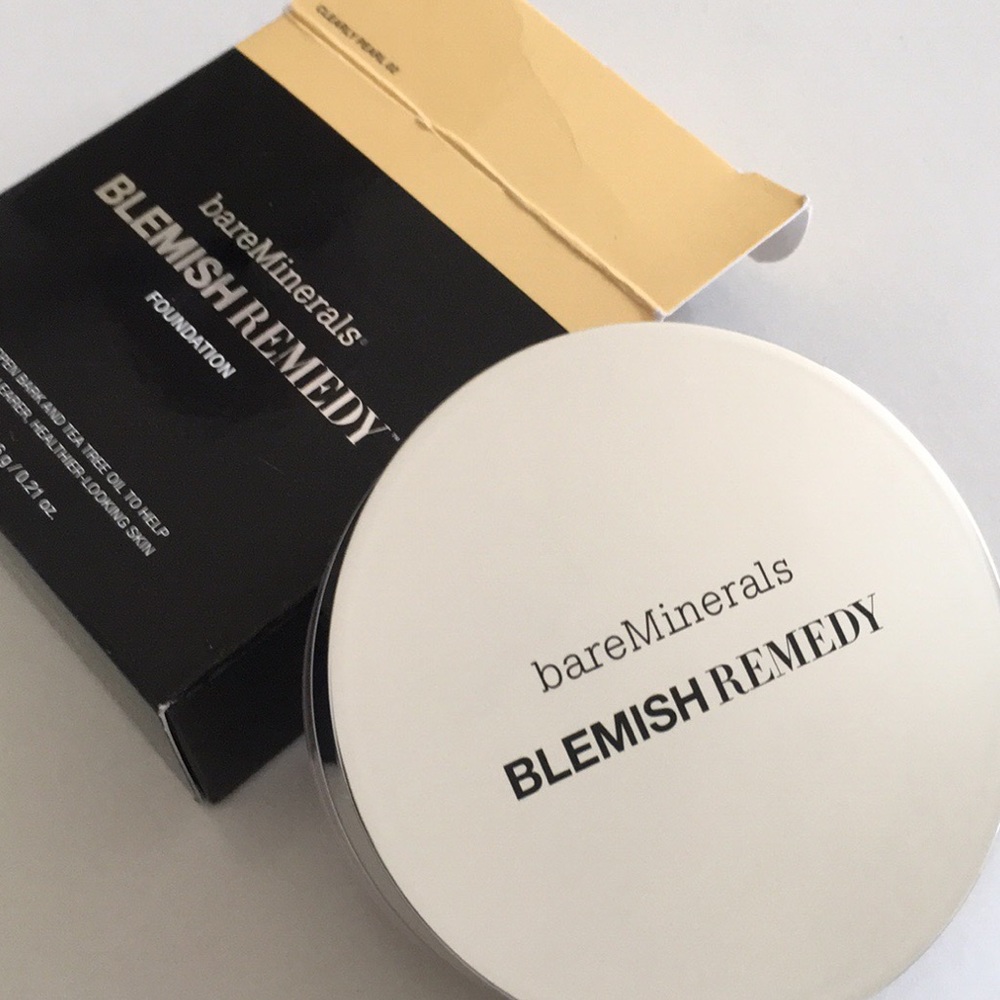 CLEARLY PEARL 02
bareMinerals®
BLEMISH REMEDY™
FOUNDATION
BARK AND TEA TREE OIL TO HELP
HEALTHIER-LOOKING SKIN
g / 0.21 oz.
bareMinerals
BLEMISH REMEDY